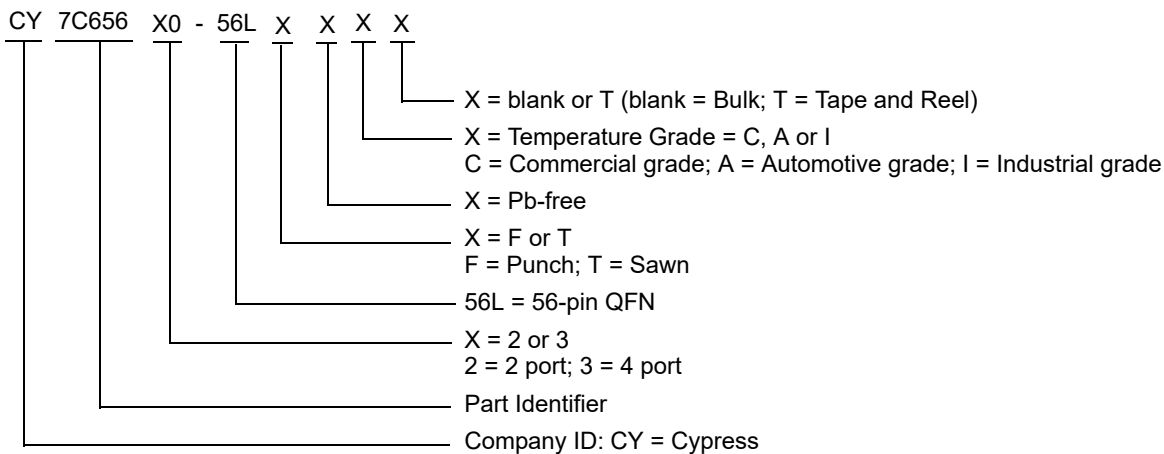 CY 7C656 X0 - 56L X X X X
X = blank or T (blank = Bulk; T = Tape and Reel)
X = Temperature Grade = C, A or I
C = Commercial grade; A = Automotive grade; I = Industrial grade
X = Pb-free
X = F or T
F = Punch; T = Sawn
56L = 56-pin QFN
X = 2 or 3
2 = 2 port; 3 = 4 port
Part Identifier
Company ID: CY = Cypress